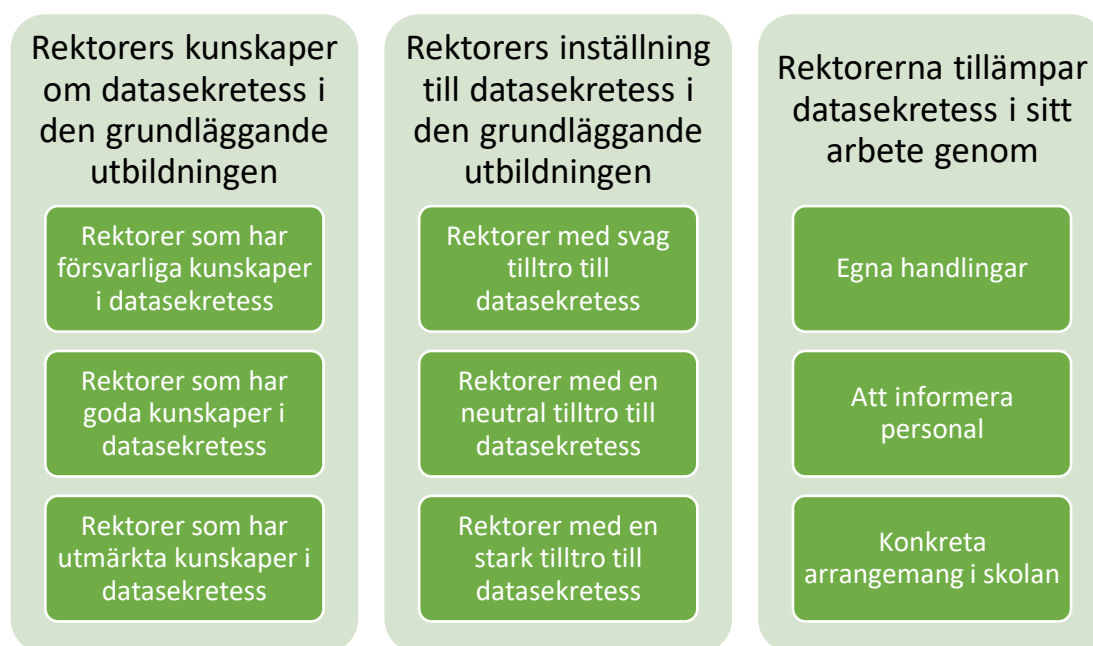 Rektorers kunskaper
om datasekretess i
den grundläggande
utbildningen
Rektorer som har
försvarliga kunskaper
i datasekretess
Rektorer som har
goda kunskaper i
datasekretess
Rektorer som har
utmärkta kunskaper i
datasekretess
Rektorers inställning
till datasekretess i
den grundläggande
utbildningen
Rektorer med svag
tilltro till
datasekretess
Rektorer med en
neutral tilltro till
datasekretess
Rektorer med en
stark tilltro till
datasekretess
Rektorerna tillämpar
datasekretess i sitt
arbete genom
Egna handlingar
Att informera
personal
Konkreta
arrangemang i skolan